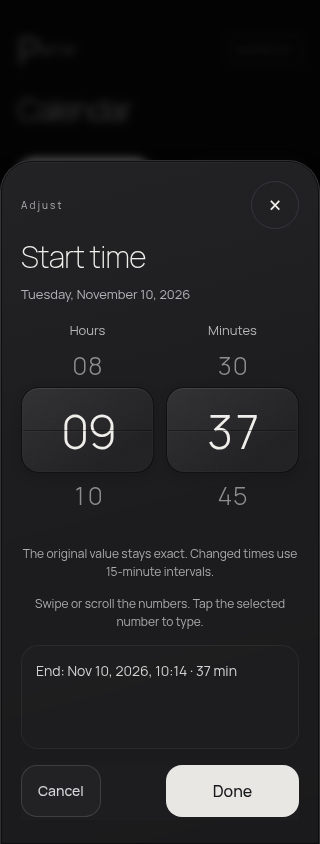 Calendar
Adjust
×
Start time
Tuesday, November 10, 2026
Hours Minutes
08 30
09 37
10 45
The original value stays exact. Changed times use
15-minute intervals.
Swipe or scroll the numbers. Tap the selected
number to type.
End: Nov 10, 2026, 10:14 · 37 min
Cancel Done